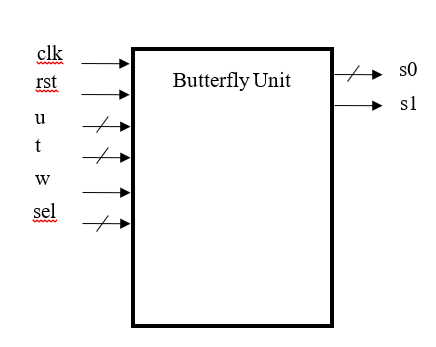 clk
rst
u
t
w
sel
Butterfly Unit
s0
s1